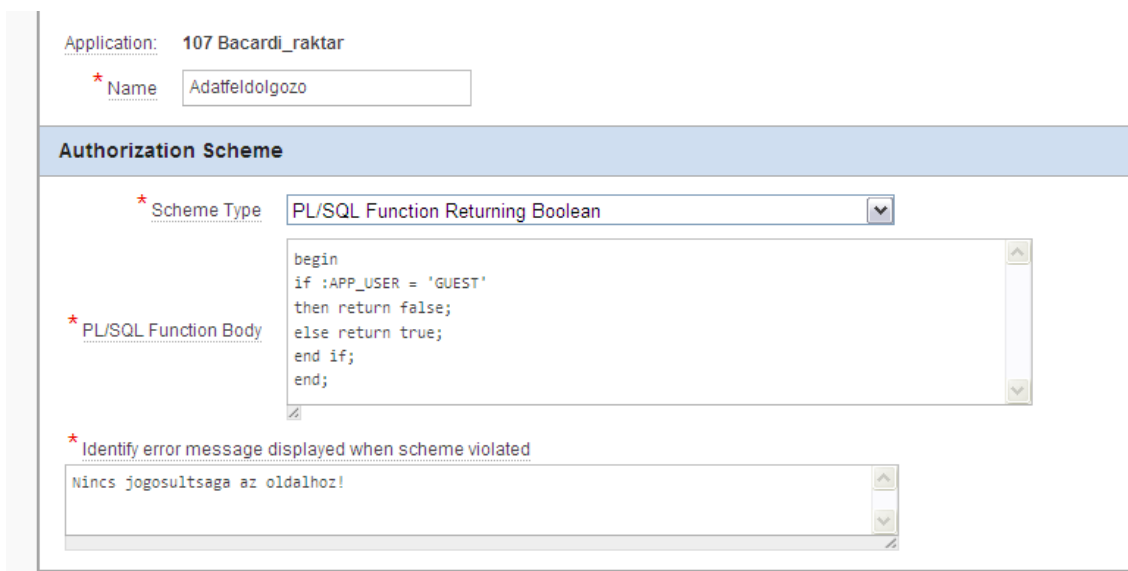 Application: 107 Bacardi_raktar
* Name Adatfeldolgozo
Authorization Scheme
* Scheme Type PL/SQL Function Returning Boolean
begin
if :APP_USER = 'GUEST'
then return false;
* PL/SQL Function Body else return true;
end if;
end;
* Identify error message displayed when scheme violated
Nincs jogosultsaga az oldalhoz!